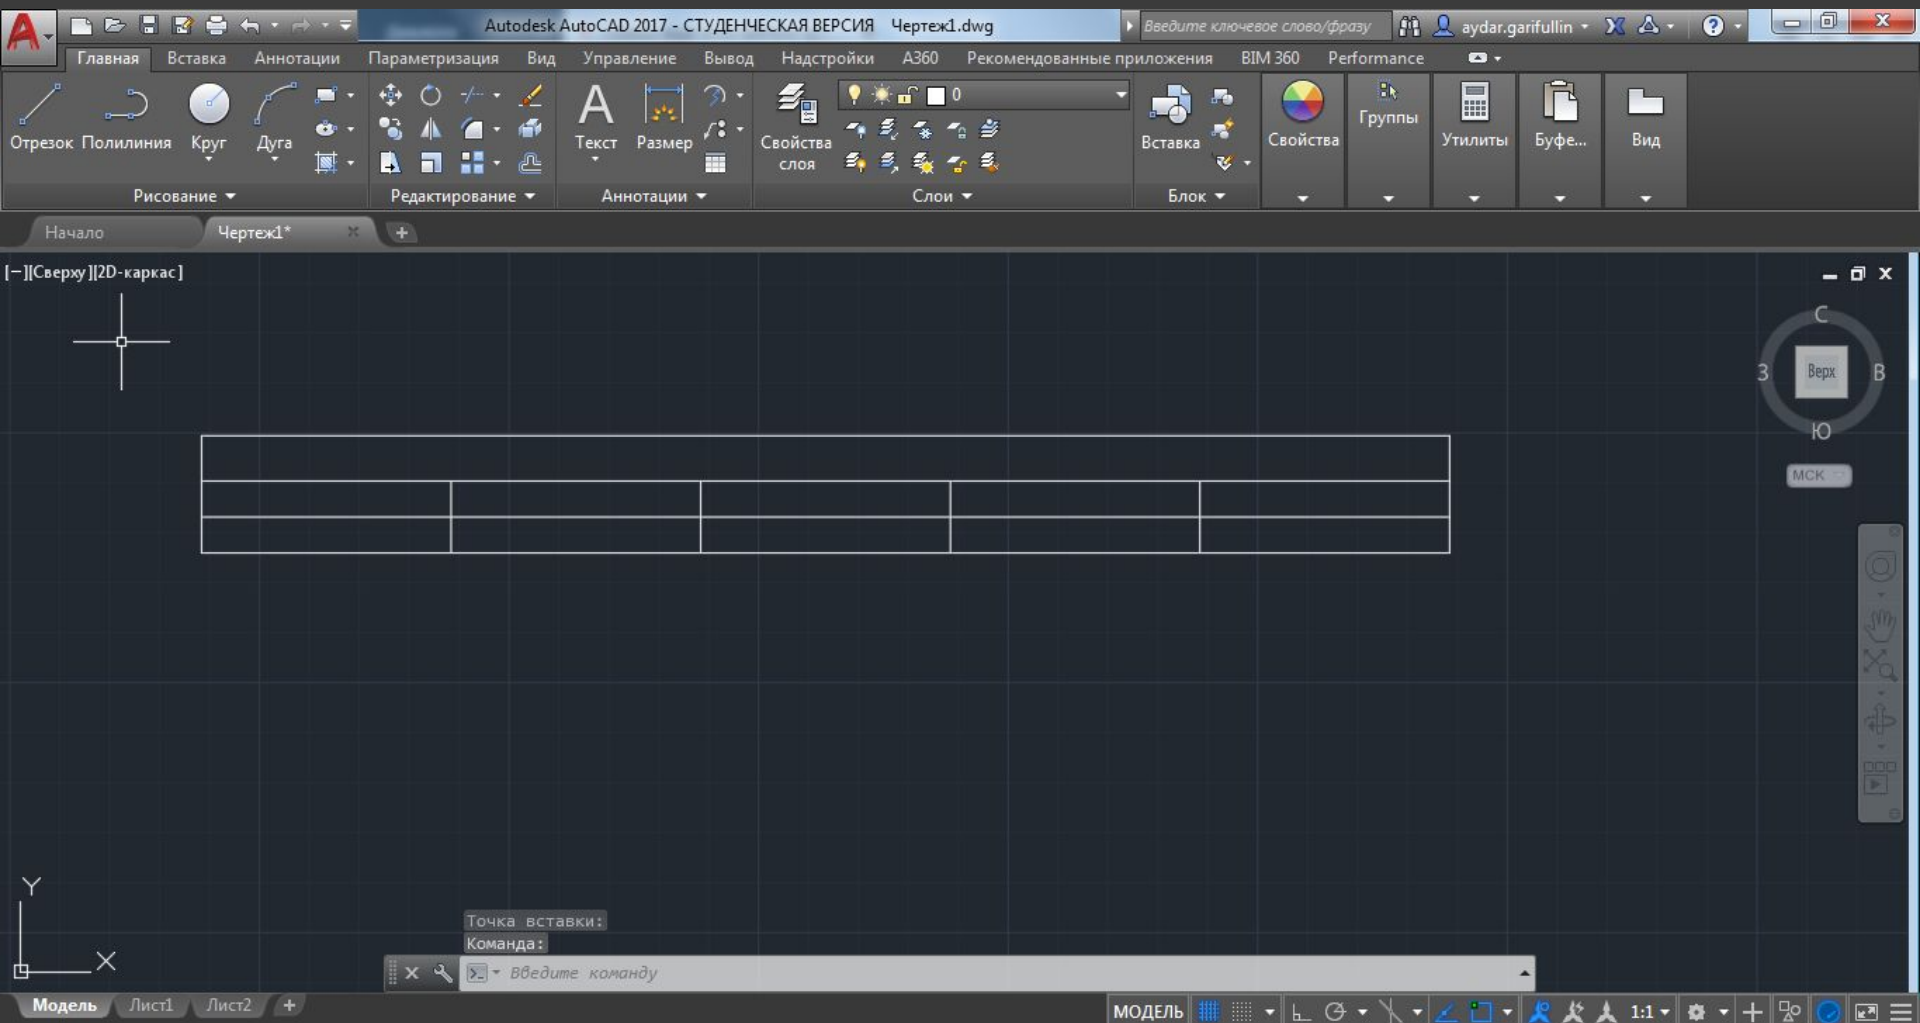 Autodesk AutoCAD 2017 - СТУДЕНЧЕСКАЯ ВЕРСИЯ Чертеж1.dwg
Введите ключевое слово/фразу
aydar.garifullin
Главная Вставка Аннотации Параметризация Вид Управление Вывод Надстройки A360 Рекомендованные приложения BIM 360 Performance
0
Отрезок Полилиния Круг Дуга
Текст Размер
Свойства слоя
Вставка
Свойства
Группы
Утилиты
Буфе...
Вид
Рисование
Редактирование
Аннотации
Слои
Блок
Начало
Чертеж1*
[−][Сверху][2D-каркас]
С
З
Верх
В
Ю
МСК
Y
X
Точка вставки:
Команда:
Введите команду
Модель Лист1 Лист2 +
МОДЕЛЬ
1:1